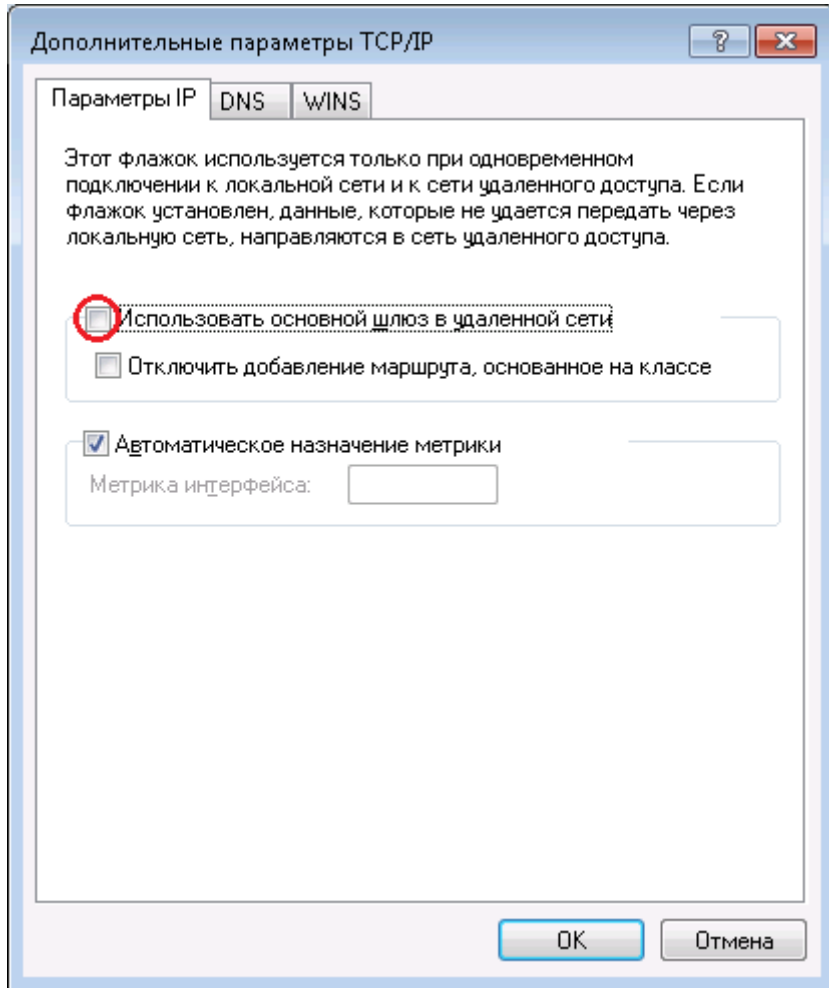 Дополнительные параметры TCP/IP
Параметры IP DNS WINS
Этот флажок используется только при одновременном
подключении к локальной сети и к сети удаленного доступа. Если
флажок установлен, данные, которые не удается передать через
локальную сеть, направляются в сеть удаленного доступа.
Использовать основной шлюз в удаленной сети
Отключить добавление маршрута, основанное на классе
Автоматическое назначение метрики
Метрика интерфейса:
OK Отмена